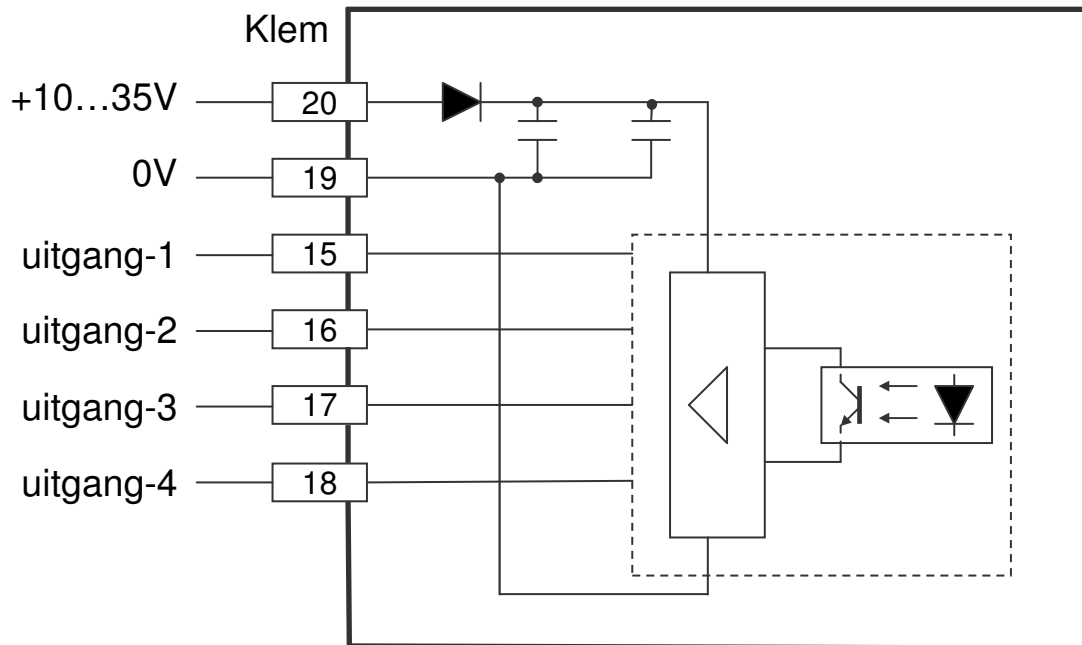 Klem
+10…35V 20
0V 19
uitgang-1 15
uitgang-2 16
uitgang-3 17
uitgang-4 18